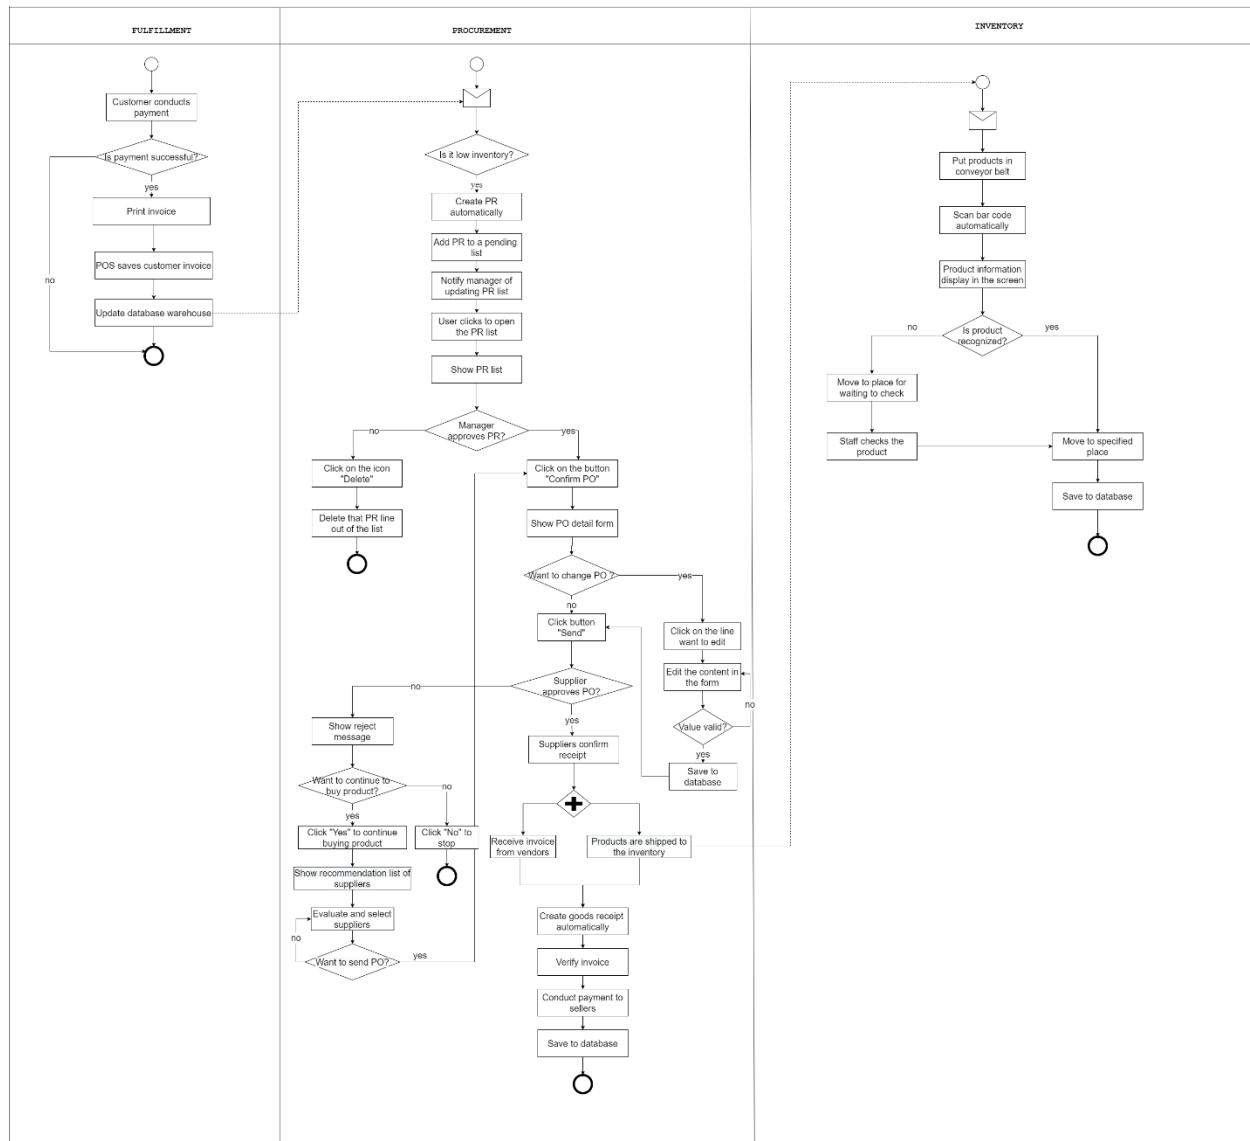 FULFILLMENT
PROCUREMENT
INVENTORY
Customer conducts
payment
Is payment successful?
yes
no
Print invoice
POS saves customer invoice
Update database warehouse
Is it low inventory?
yes
Create PR
automatically
Add PR to a pending
list
Notify manager of
updating PR list
User clicks to open
the PR list
Show PR list
Manager
approves PR?
no
yes
Click on the icon
"Delete"
Delete that PR line
out of the list
Click on the button
"Confirm PO"
Show PO detail form
Want to change PO ?
yes
no
Click button
"Send"
Click on the line
want to edit
Edit the content in
the form
Value valid?
no
yes
Save to
database
Supplier
approves PO?
no
yes
Show reject
message
Want to continue to
buy product?
no
yes
Click "Yes" to continue
buying product
Click "No" to
stop
Show recommendation list of
suppliers
Evaluate and select
suppliers
no
Want to send PO?
yes
Suppliers confirm
receipt
Receive invoice
from vendors
Products are shipped to
the inventory
Create goods receipt
automatically
Verify invoice
Conduct payment to
sellers
Save to database
Put products in
conveyor belt
Scan bar code
automatically
Product information
display in the screen
Is product
recognized?
no
yes
Move to place for
waiting to check
Staff checks the
product
Move to specified
place
Save to database